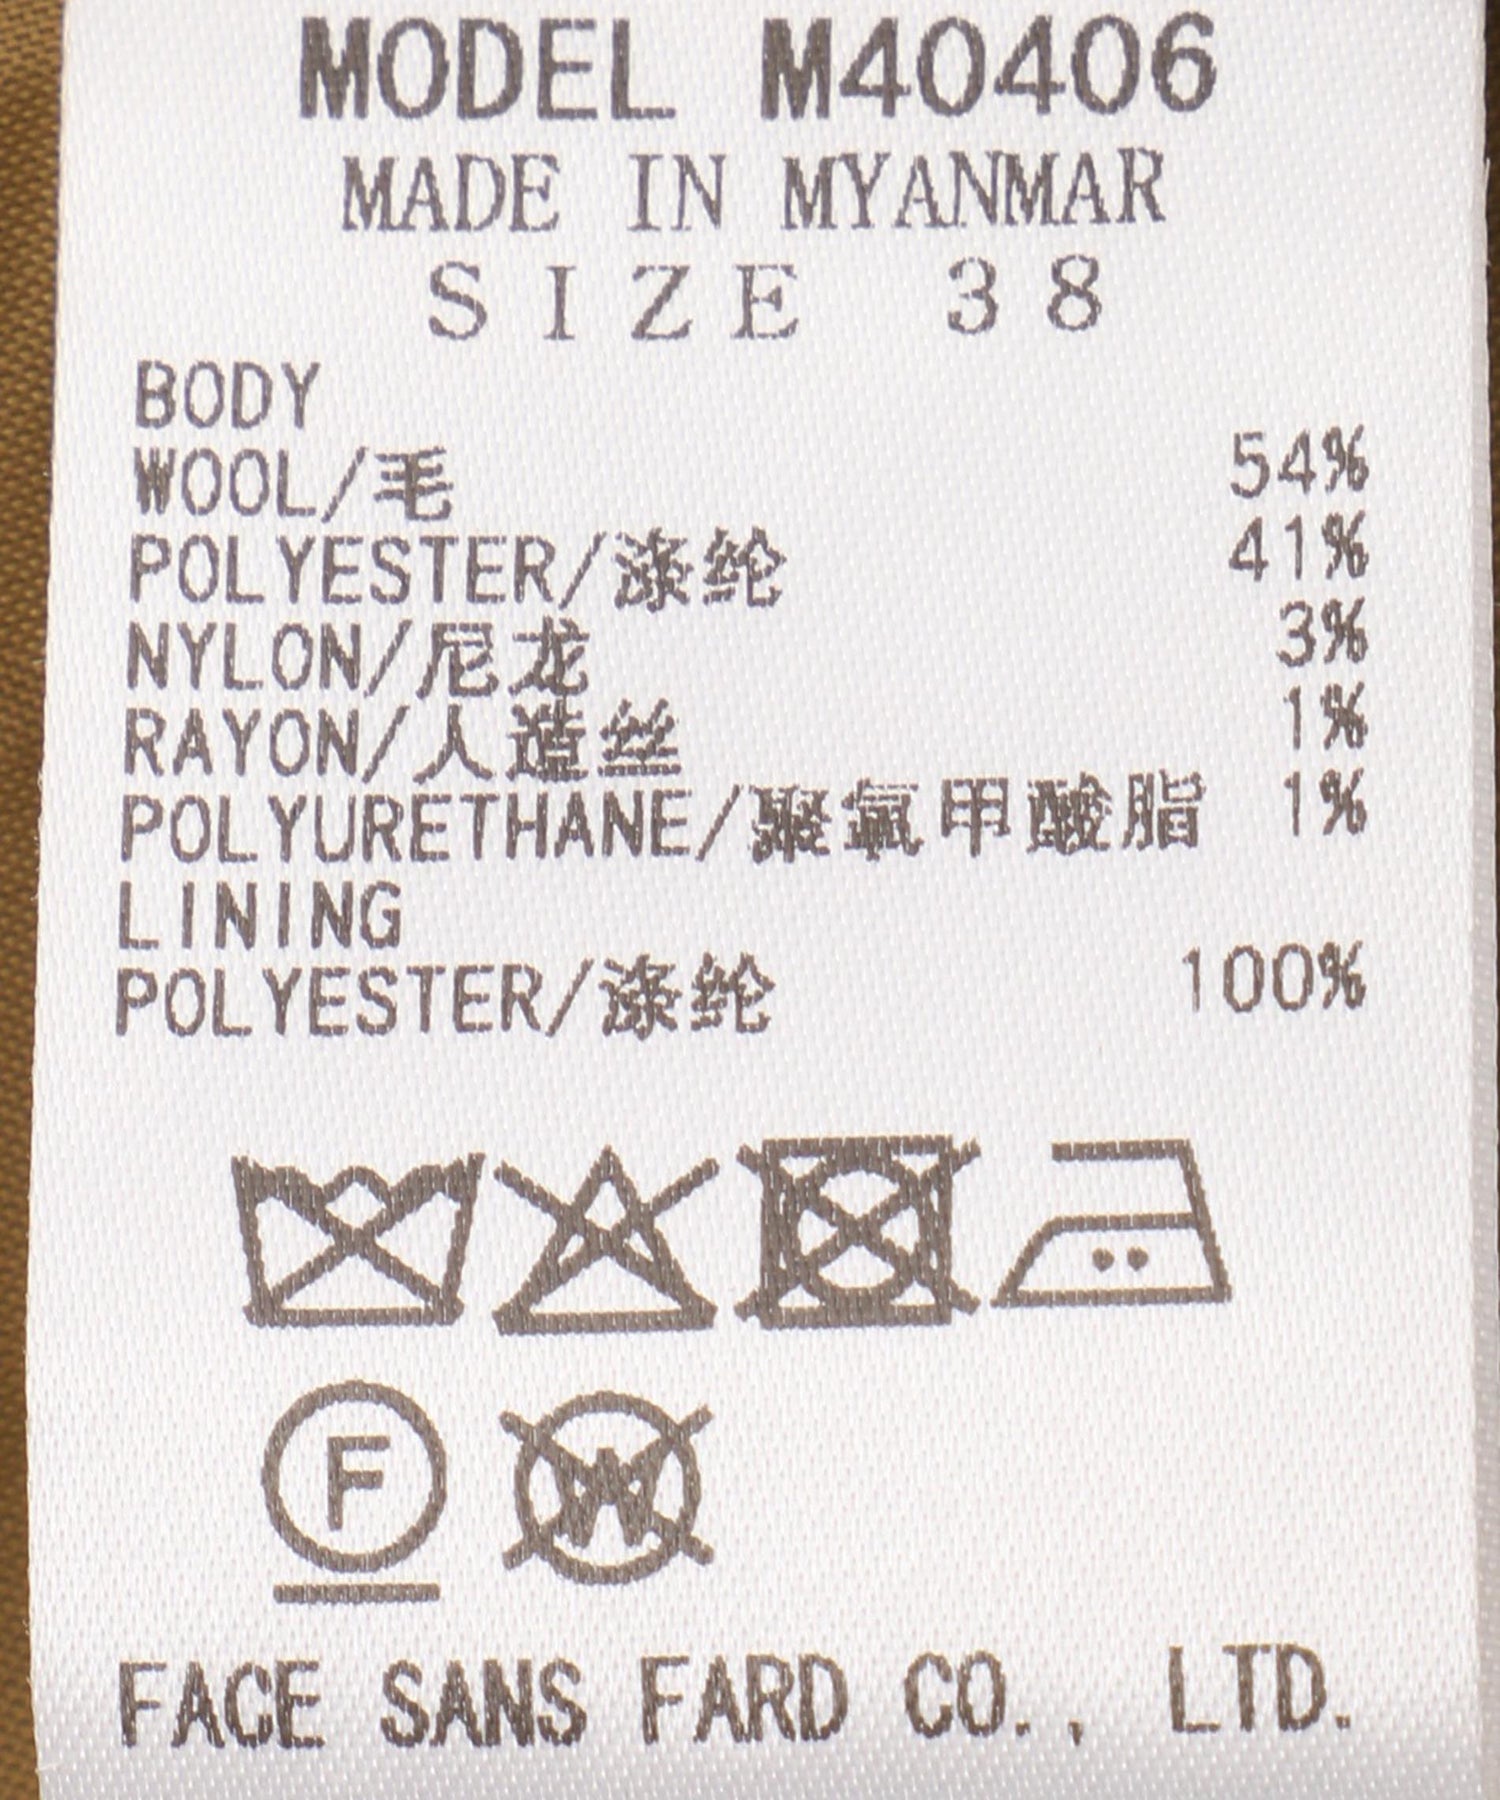 MODEL M40406
MADE IN MYANMAR
SIZE 38
BODY
WOOL/毛 54%
POLYESTER/涤纶 41%
NYLON/尼龙 3%
RAYON/人造丝 1%
POLYURETHANE/聚氨甲酸脂 1%
LINING
POLYESTER/涤纶 100%
F W
FACE SANS FARD CO., LTD.